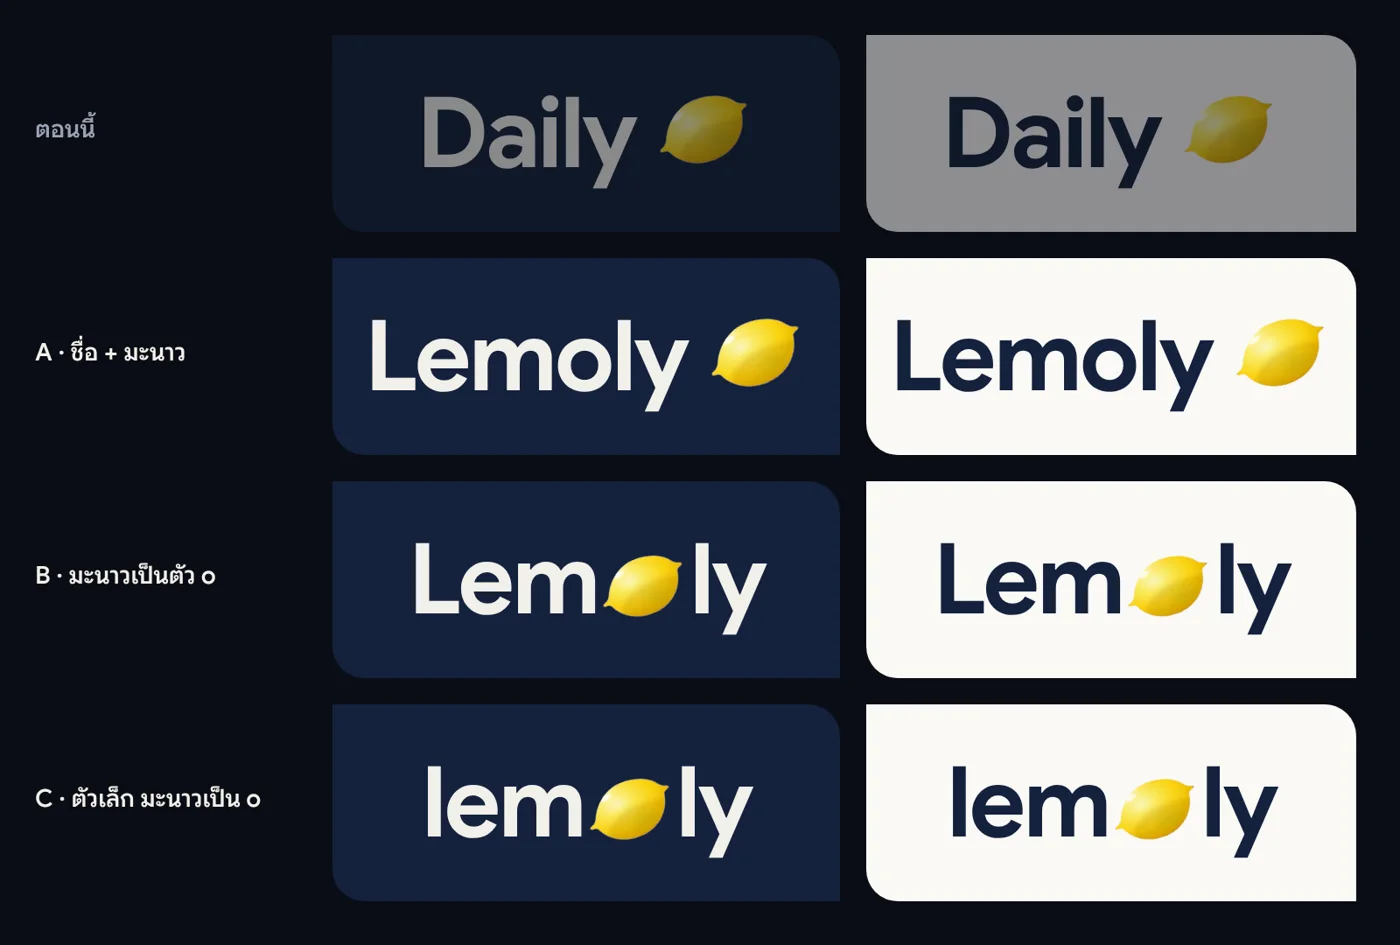 ตอนนี้
Daily
Daily
A · ชื่อ + มะนาว
Lemoly
Lemoly
B · มะนาวเป็นตัว o
Lem ly
Lem ly
C · ตัวเล็ก มะนาวเป็น o
lem ly
lem ly